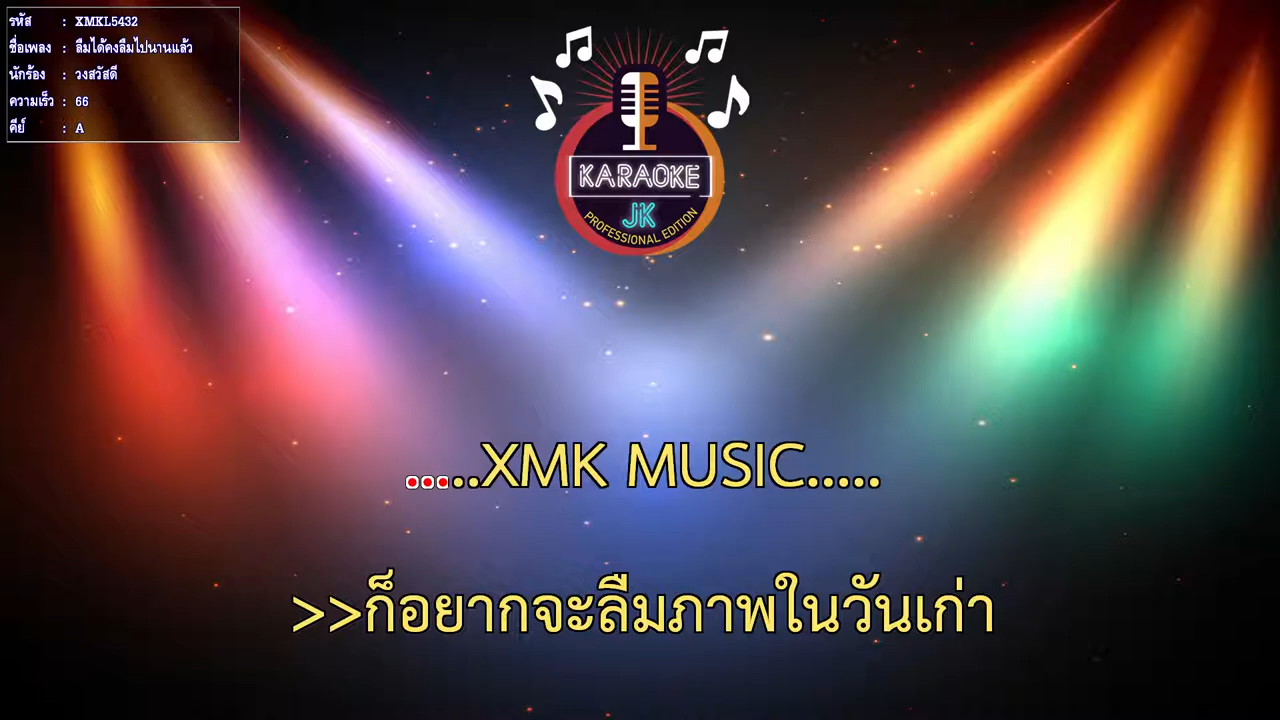 รหัส : XMKL5432
ชื่อเพลง : ลืมได้คงลืมไปนานแล้ว
นักร้อง : วงสวัสดี
ความเร็ว : 66
คีย์ : A
KARAOKE
JK
PROFESSIONAL EDITION
.....XMK MUSIC.....
>>ก็อยากจะลืมภาพในวันเก่า